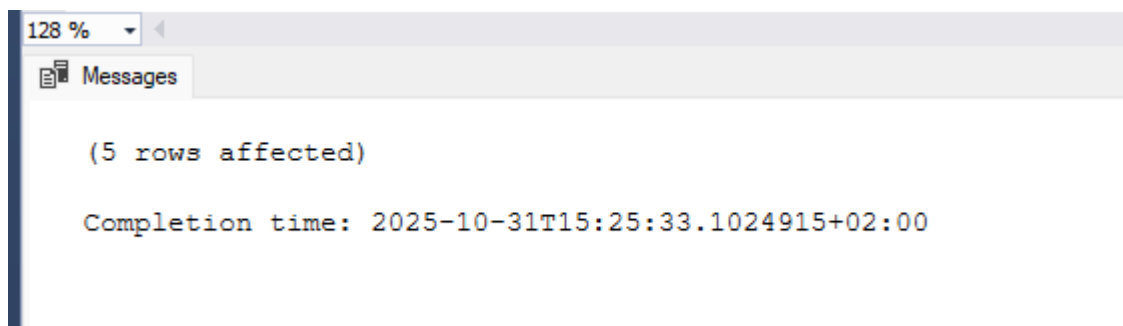 128 %
Messages
(5 rows affected)
Completion time: 2025-10-31T15:25:33.1024915+02:00